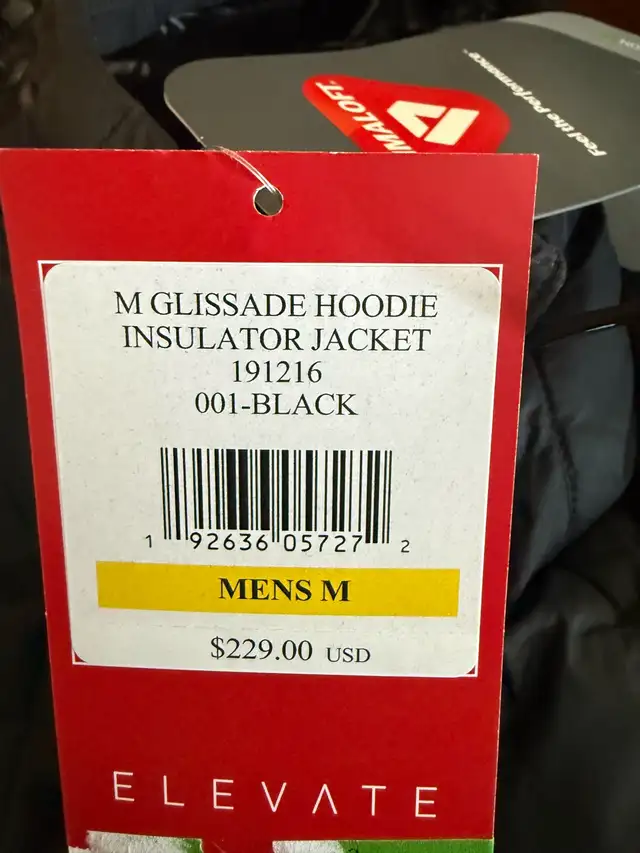 Feel the Performance™
PRIMALOFT®
M GLISSADE HOODIE
INSULATOR JACKET
191216
001-BLACK
1 92636 05727 2
MENS M
$229.00 USD
ELEVATE